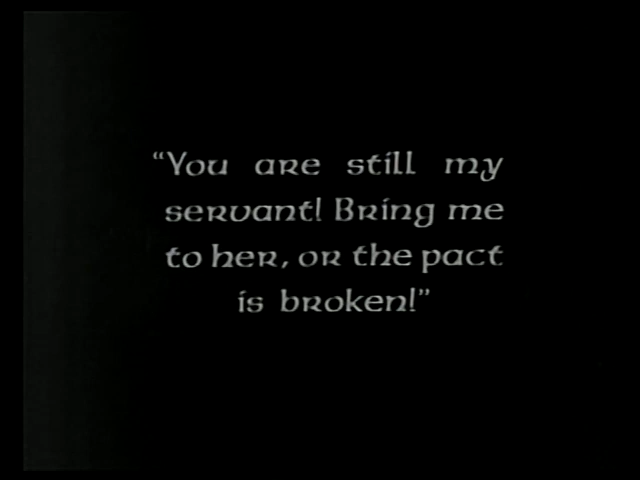 “You are still my
servant! Bring me
to her, or the pact
is broken!”